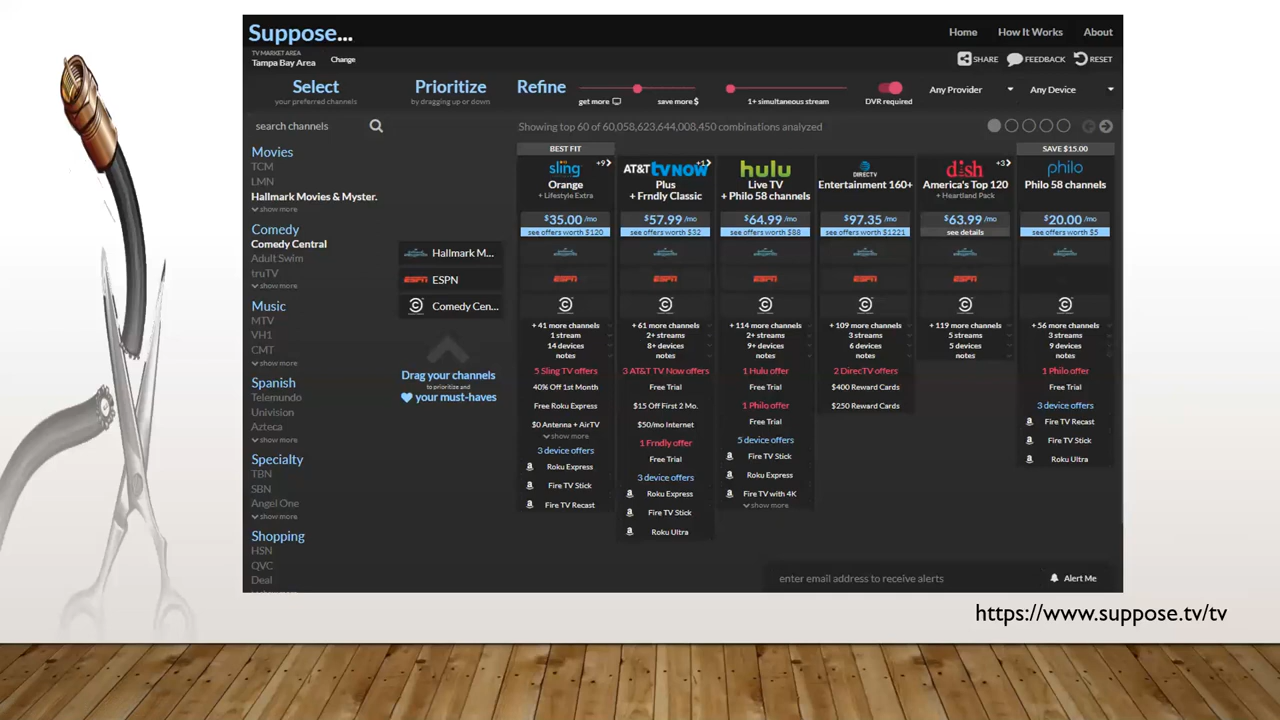 Suppose...
Home
How It Works
About
TV MARKET AREA
Tampa Bay Area
Change
SHARE
FEEDBACK
RESET
Select
your preferred channels
Prioritize
by dragging up or down
Refine
get more
save more $
1+ simultaneous stream
DVR required
Any Provider
Any Device
search channels
Showing top 60 of 60,058,623,644,008,450 combinations analyzed
Movies
TCM
LMN
Hallmark Movies & Myster.
show more
Comedy
Comedy Central
Adult Swim
truTV
show more
Music
MTV
VH1
CMT
show more
Spanish
Telemundo
Univision
Azteca
show more
Specialty
TBN
SBN
Angel One
show more
Shopping
HSN
QVC
Deal
Hallmark M...
ESPN
Comedy Cen...
Drag your channels
to prioritize and
your must-haves
BEST FIT
sling
+9
Orange
+ Lifestyle Extra
$35.00 /mo
see offers worth $120
ESPN
+ 41 more channels
1 stream
14 devices
notes
5 Sling TV offers
40% Off 1st Month
Free Roku Express
$0 Antenna + AirTV
show more
3 device offers
Roku Express
Fire TV Stick
Fire TV Recast
AT&T tvNOW
+1
Plus
+ Frndly Classic
$57.99 /mo
see offers worth $32
ESPN
+ 61 more channels
2+ streams
8+ devices
notes
3 AT&T TV Now offers
Free Trial
$15 Off First 2 Mo.
$50/mo Internet
1 Frndly offer
Free Trial
3 device offers
Roku Express
Fire TV Stick
Roku Ultra
hulu
Live TV
+ Philo 58 channels
$64.99 /mo
see offers worth $88
ESPN
+ 114 more channels
2+ streams
9+ devices
notes
1 Hulu offer
Free Trial
1 Philo offer
Free Trial
5 device offers
Fire TV Stick
Roku Express
Fire TV with 4K
show more
DIRECTV
Entertainment 160+
$97.35 /mo
see offers worth $1221
ESPN
+ 109 more channels
3 streams
6 devices
notes
2 DirecTV offers
$400 Reward Cards
$250 Reward Cards
dish
+3
America's Top 120
+ Heartland Pack
$63.99 /mo
see details
ESPN
+ 119 more channels
5 streams
5 devices
notes
SAVE $15.00
philo
Philo 58 channels
$20.00 /mo
see offers worth $5
+ 56 more channels
3 streams
9 devices
notes
1 Philo offer
Free Trial
3 device offers
Fire TV Recast
Fire TV Stick
Roku Ultra
enter email address to receive alerts
Alert Me
https://www.suppose.tv/tv